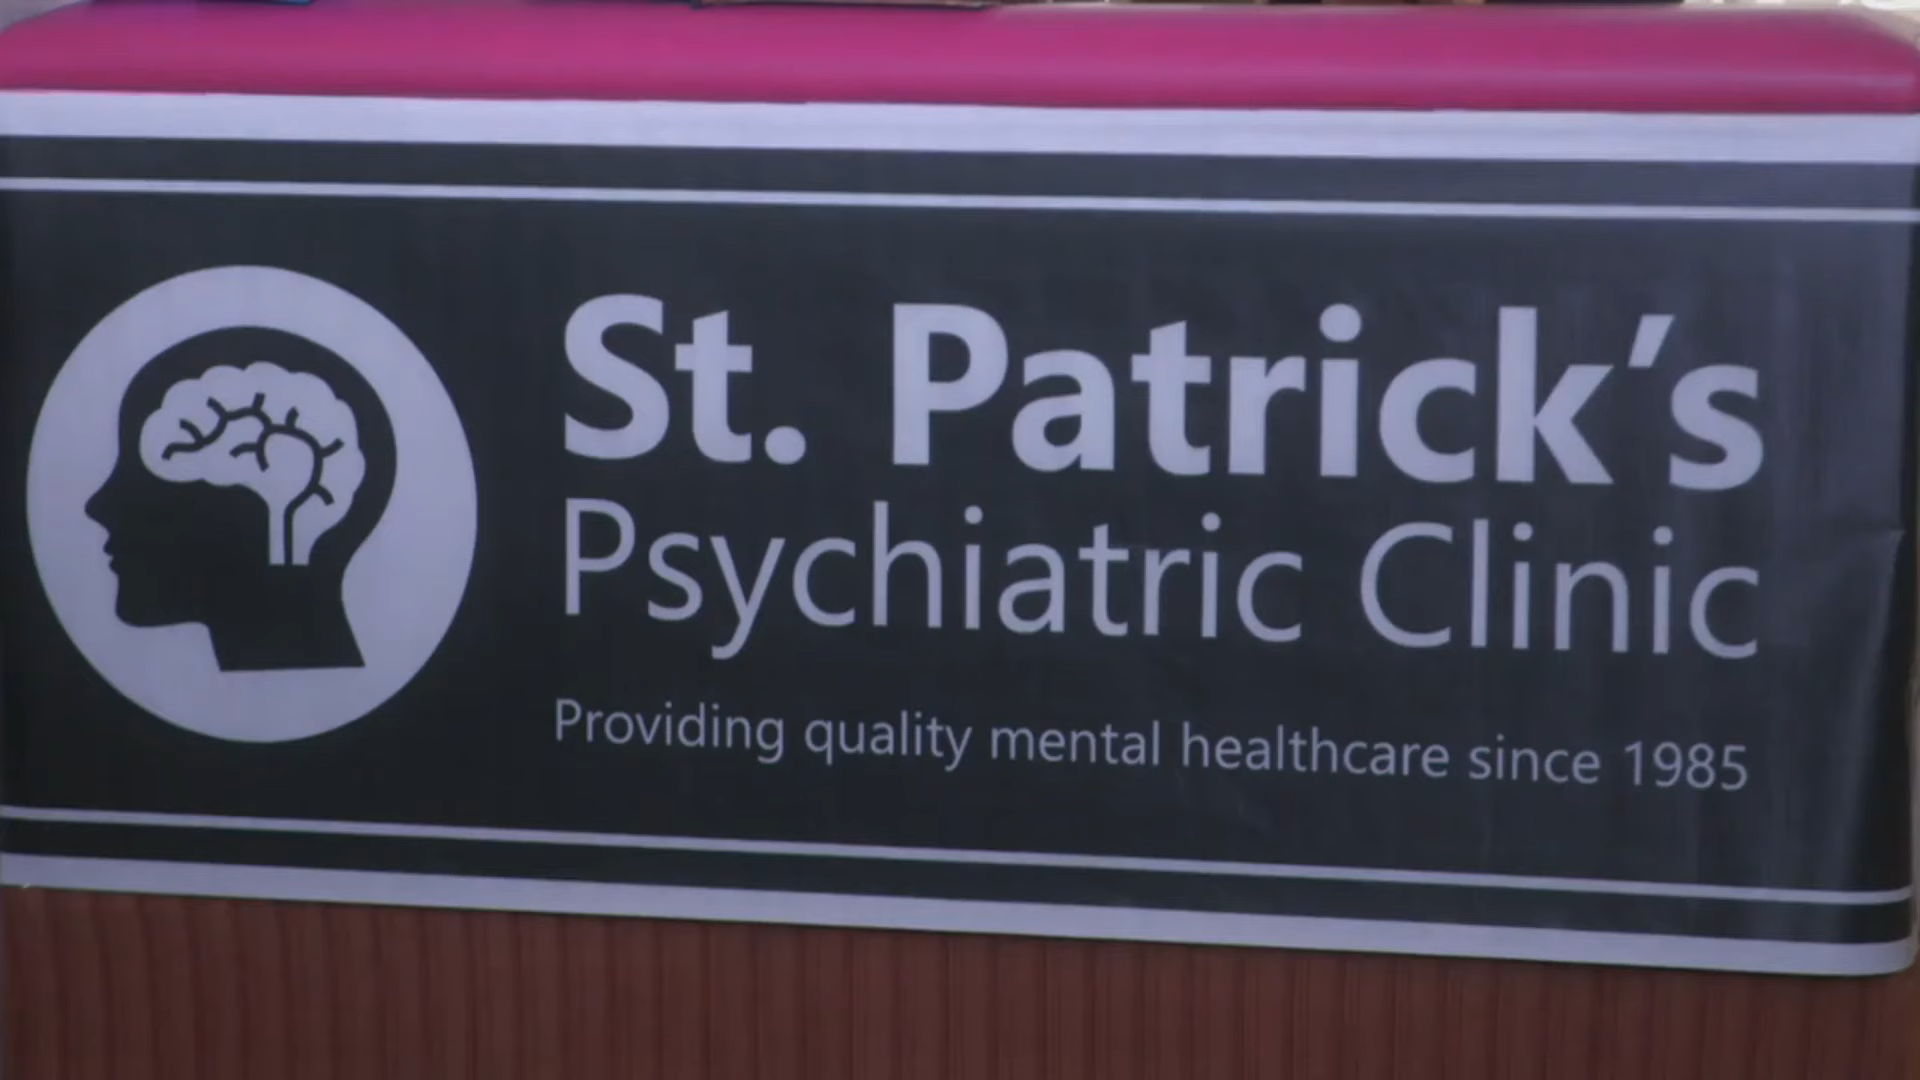 St. Patrick's
Psychiatric Clinic
Providing quality mental healthcare since 1985